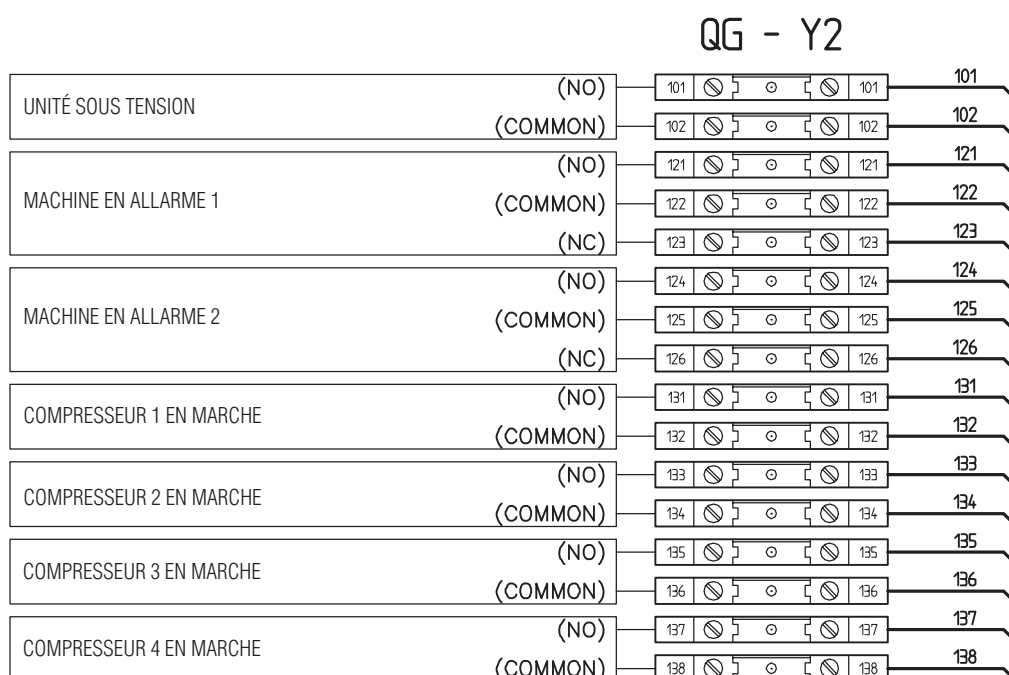 QG - Y2
UNITÉ SOUS TENSION
(NO) 101 101 101
(COMMON) 102 102 102
MACHINE EN ALLARME 1
(NO) 121 121 121
(COMMON) 122 122 122
(NC) 123 123 123
MACHINE EN ALLARME 2
(NO) 124 124 124
(COMMON) 125 125 125
(NC) 126 126 126
COMPRESSEUR 1 EN MARCHE
(NO) 131 131 131
(COMMON) 132 132 132
COMPRESSEUR 2 EN MARCHE
(NO) 133 133 133
(COMMON) 134 134 134
COMPRESSEUR 3 EN MARCHE
(NO) 135 135 135
(COMMON) 136 136 136
COMPRESSEUR 4 EN MARCHE
(NO) 137 137 137
(COMMON) 138 138 138